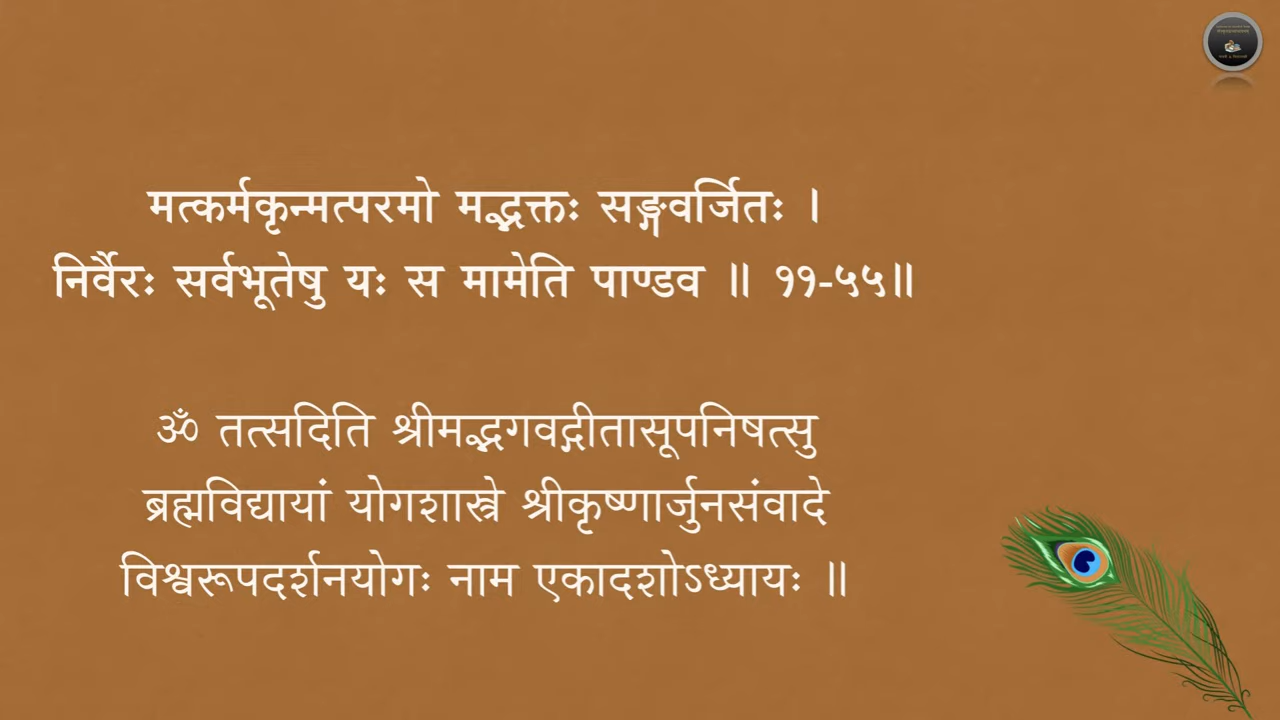 मत्कर्मकृन्मत्परमो मद्भक्तः सङ्गवर्जितः ।
निर्वैरः सर्वभूतेषु यः स मामेति पाण्डव ॥ ११-५५॥
ॐ तत्सदिति श्रीमद्भगवद्गीतासूपनिषत्सु
ब्रह्मविद्यायां योगशास्त्रे श्रीकृष्णार्जुनसंवादे
विश्वरूपदर्शनयोगः नाम एकादशोऽध्यायः ॥